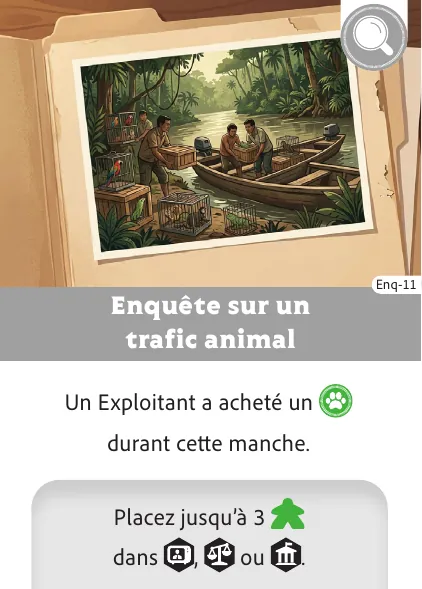 Enq-11
Enquête sur un
trafic animal
Un Exploitant a acheté un
durant cette manche.
Placez jusqu'à 3
dans , ou .